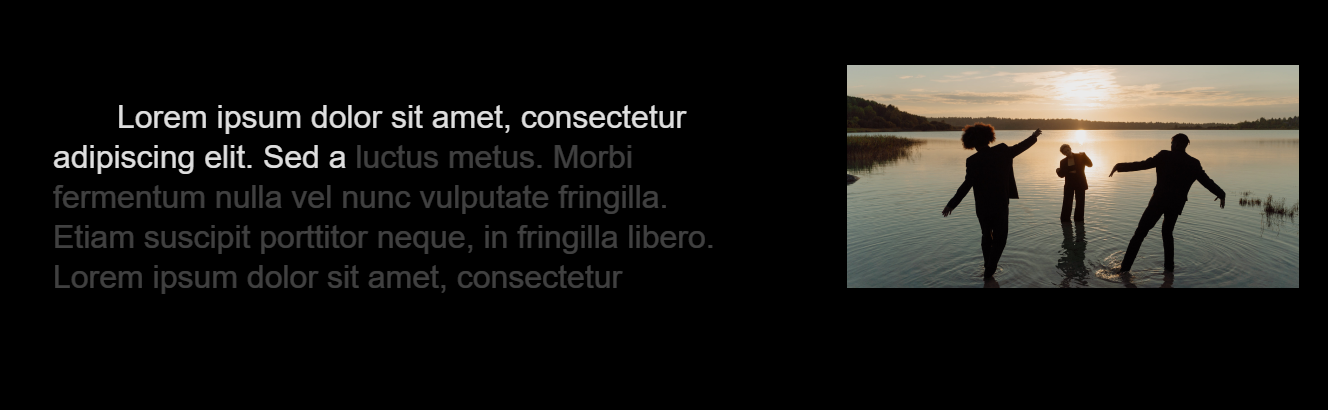 Lorem ipsum dolor sit amet, consectetur
adipiscing elit. Sed a luctus metus. Morbi
fermentum nulla vel nunc vulputate fringilla.
Etiam suscipit porttitor neque, in fringilla libero.
Lorem ipsum dolor sit amet, consectetur